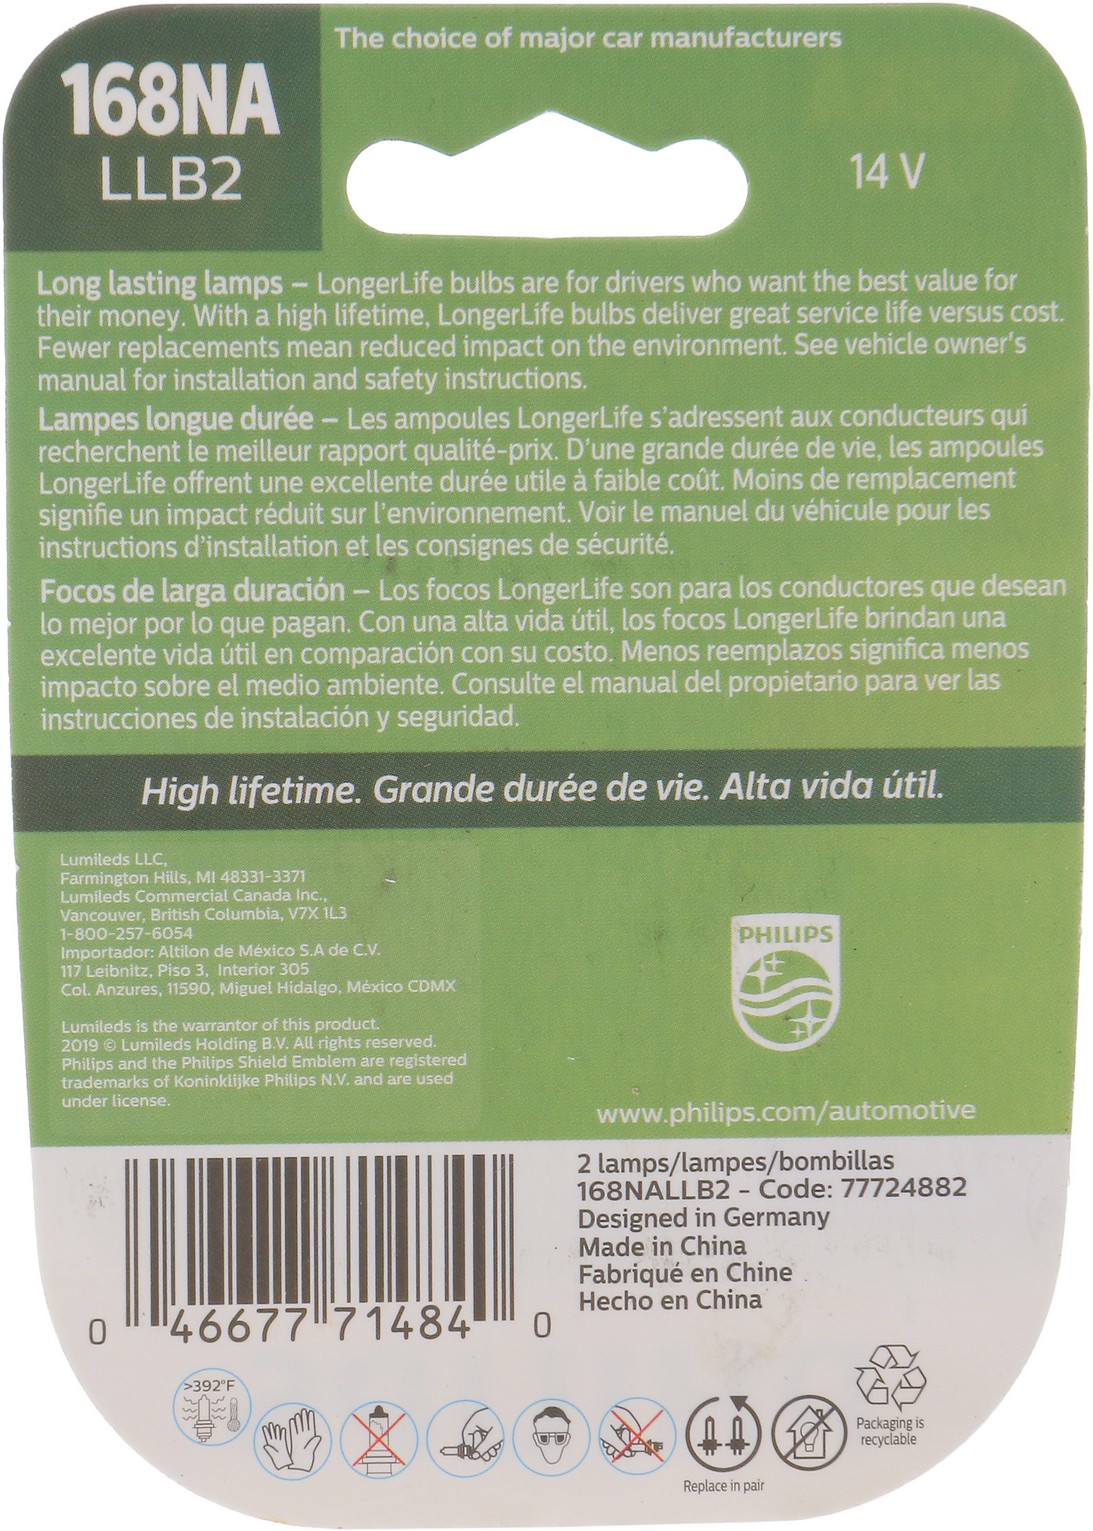 The choice of major car manufacturers
168NA
LLB2
14 V
Long lasting lamps – LongerLife bulbs are for drivers who want the best value for
their money. With a high lifetime, LongerLife bulbs deliver great service life versus cost.
Fewer replacements mean reduced impact on the environment. See vehicle owner's
manual for installation and safety instructions.
Lampes longue durée – Les ampoules LongerLife s'adressent aux conducteurs qui
recherchent le meilleur rapport qualité-prix. D'une grande durée de vie, les ampoules
LongerLife offrent une excellente durée utile à faible coût. Moins de remplacement
signifie un impact réduit sur l'environnement. Voir le manuel du véhicule pour les
instructions d'installation et les consignes de sécurité.
Focos de larga duración – Los focos LongerLife son para los conductores que desean
lo mejor por lo que pagan. Con una alta vida útil, los focos LongerLife brindan una
excelente vida útil en comparación con su costo. Menos reemplazos significa menos
impacto sobre el medio ambiente. Consulte el manual del propietario para ver las
instrucciones de instalación y seguridad.
High lifetime. Grande durée de vie. Alta vida útil.
Lumileds LLC,
Farmington Hills, MI 48331-3371
Lumileds Commercial Canada Inc.,
Vancouver, British Columbia, V7X 1L3
1-800-257-6054
Importador: Altilon de México S.A de C.V.
117 Leibnitz, Piso 3, Interior 305
Col. Anzures, 11590, Miguel Hidalgo, México CDMX
Lumileds is the warrantor of this product.
2019 © Lumileds Holding B.V. All rights reserved.
Philips and the Philips Shield Emblem are registered
trademarks of Koninklijke Philips N.V. and are used
under license.
PHILIPS
www.philips.com/automotive
2 lamps/lampes/bombillas
168NALLB2 - Code: 77724882
Designed in Germany
Made in China
Fabriqué en Chine
Hecho en China
0 46677 71484 0
>392°F
Replace in pair
Packaging is
recyclable